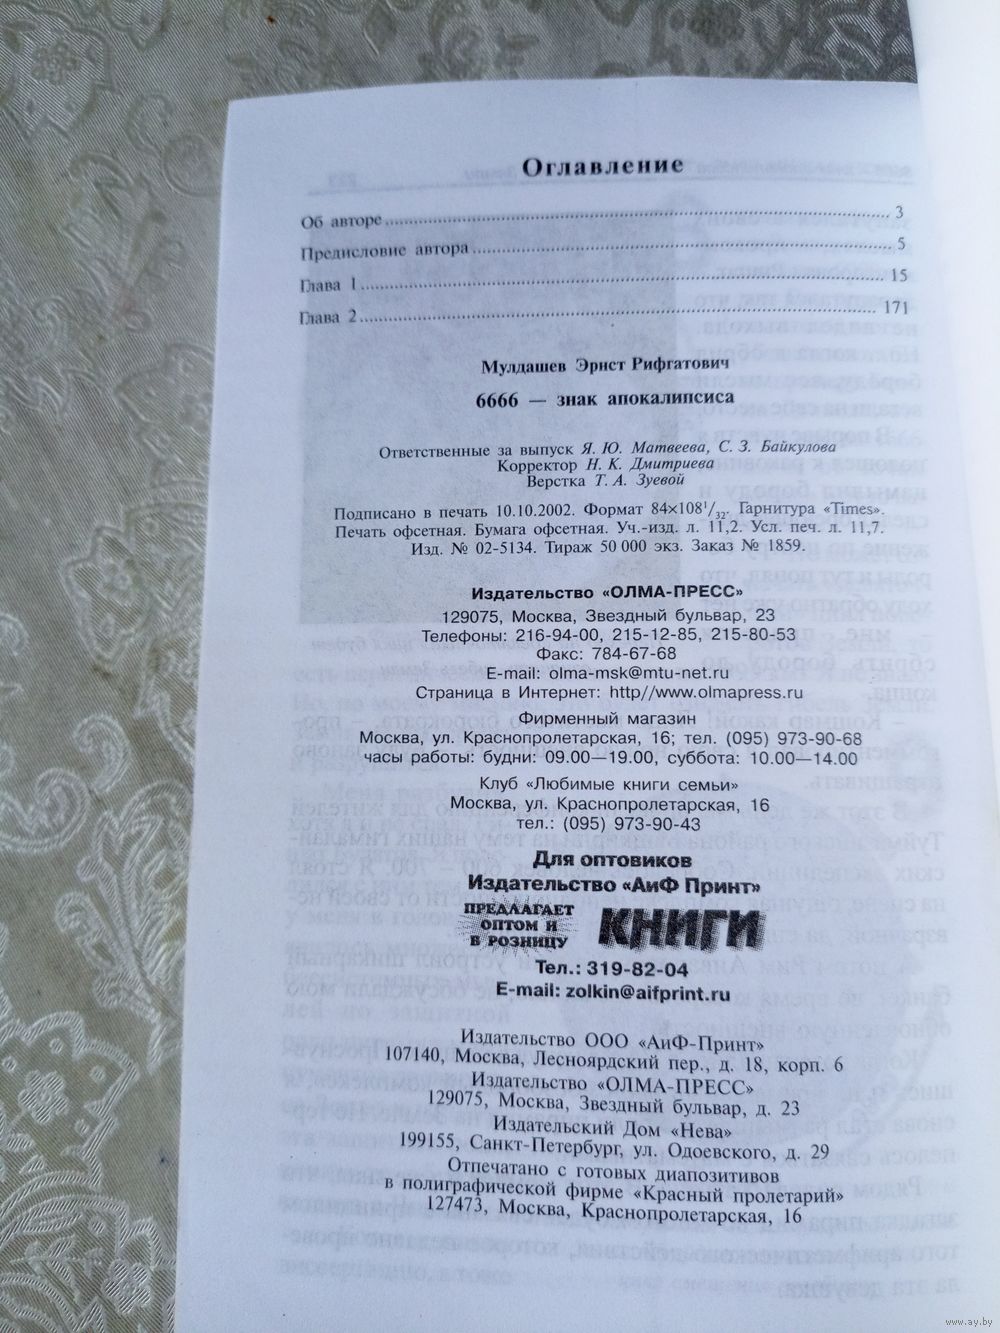 Оглавление
Об авторе ........ 3
Предисловие автора ........ 5
Глава 1 ........ 15
Глава 2 ........ 171
Мулдашев Эрнст Рифгатович
6666 — знак апокалипсиса
Ответственные за выпуск Я. Ю. Матвеева, С. З. Байкулова
Корректор Н. К. Дмитриева
Верстка Т. А. Зуевой
Подписано в печать 10.10.2002. Формат 84×108¹/₃₂. Гарнитура «Times».
Печать офсетная. Бумага офсетная. Уч.-изд. л. 11,2. Усл. печ. л. 11,7.
Изд. № 02-5134. Тираж 50 000 экз. Заказ № 1859.
Издательство «ОЛМА-ПРЕСС»
129075, Москва, Звездный бульвар, 23
Телефоны: 216-94-00, 215-12-85, 215-80-53
Факс: 784-67-68
E-mail: olma-msk@mtu-net.ru
Страница в Интернет: http//www.olmapress.ru
Фирменный магазин
Москва, ул. Краснопролетарская, 16; тел. (095) 973-90-68
часы работы: будни: 09.00—19.00, суббота: 10.00—14.00
Клуб «Любимые книги семьи»
Москва, ул. Краснопролетарская, 16
тел.: (095) 973-90-43
Для оптовиков
Издательство «АиФ Принт»
ПРЕДЛАГАЕТ
ОПТОМ И
В РОЗНИЦУ
КНИГИ
Тел.: 319-82-04
E-mail: zolkin@aifprint.ru
Издательство ООО «АиФ-Принт»
107140, Москва, Лесноярдский пер., д. 18, корп. 6
Издательство «ОЛМА-ПРЕСС»
129075, Москва, Звездный бульвар, д. 23
Издательский Дом «Нева»
199155, Санкт-Петербург, ул. Одоевского, д. 29
Отпечатано с готовых диапозитивов
в полиграфической фирме «Красный пролетарий»
127473, Москва, Краснопролетарская, 16
www.ay.by